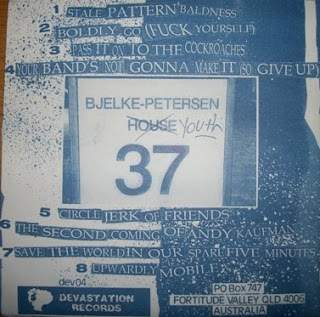 1. STALE PATTERN BALDNESS
2 BOLDLY GO (FUCK YOURSELF)
3 PASS IT ON TO THE COCKROACHES
4 YOUR BAND'S NOT GONNA MAKE IT (SO GIVE UP)
BJELKE-PETERSEN
HOUSE YOUTH
37
5 CIRCLE JERK OF FRIENDS
6 THE SECOND COMING OF ANDY KAUFMAN
7 SAVE THE WORLD IN OUR SPARE FIVE MINUTES
8 UPWARDLY MOBILE
dev04
DEVASTATION
RECORDS
PO Box 747
FORTITUDE VALLEY QLD 4006
AUSTRALIA